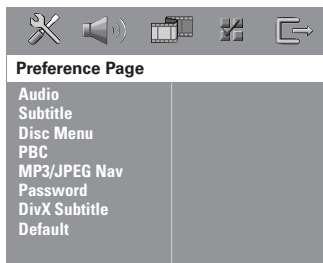 Preference Page
Audio
Subtitle
Disc Menu
PBC
MP3/JPEG Nav
Password
DivX Subtitle
Default